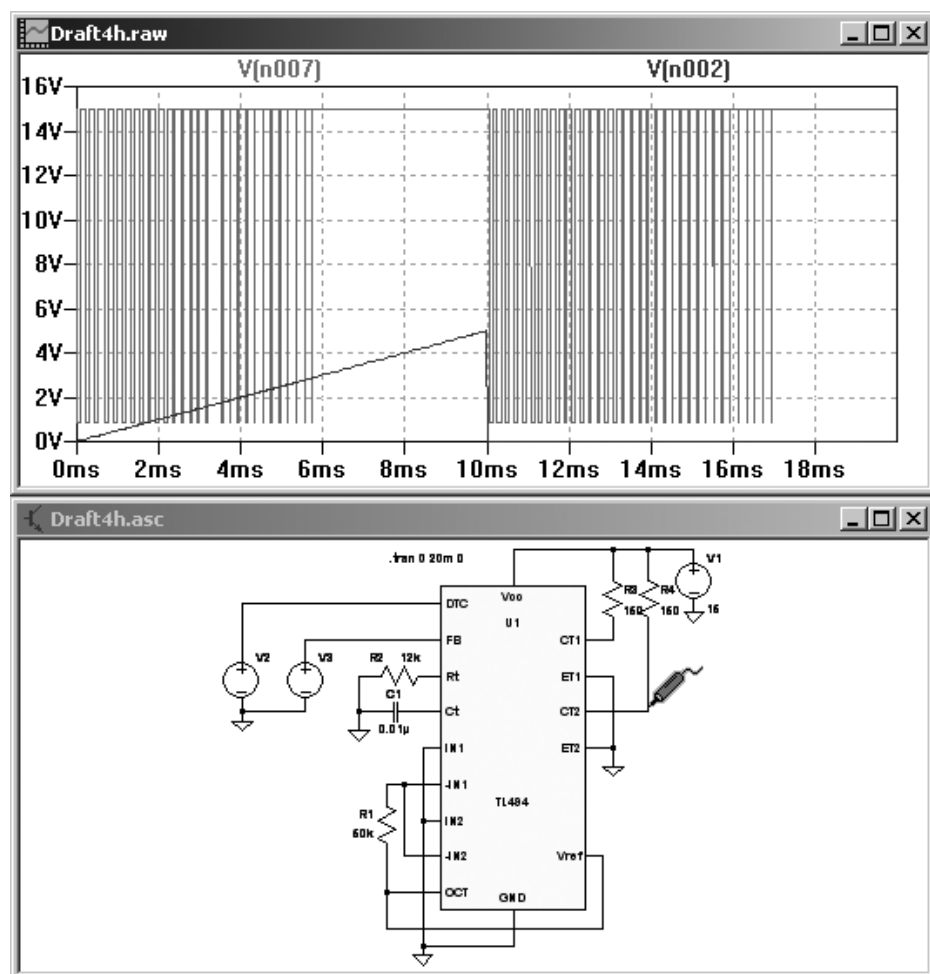 Draft4h.raw
V(n007) V(n002)
16V
14V
12V
10V
8V
6V
4V
2V
0V
0ms 2ms 4ms 6ms 8ms 10ms 12ms 14ms 16ms 18ms
Draft4h.asc
.tran 0 20m 0
V1
Vcc R3 R4
DTC 150 150 15
U1
FB CT1
V2 V3 R2 12k
Rt ET1
C1
Ct CT2
0.01µ
IN1 ET2
-IN1
R1 TL494
50k IN2
-IN2 Vref
OCT GND